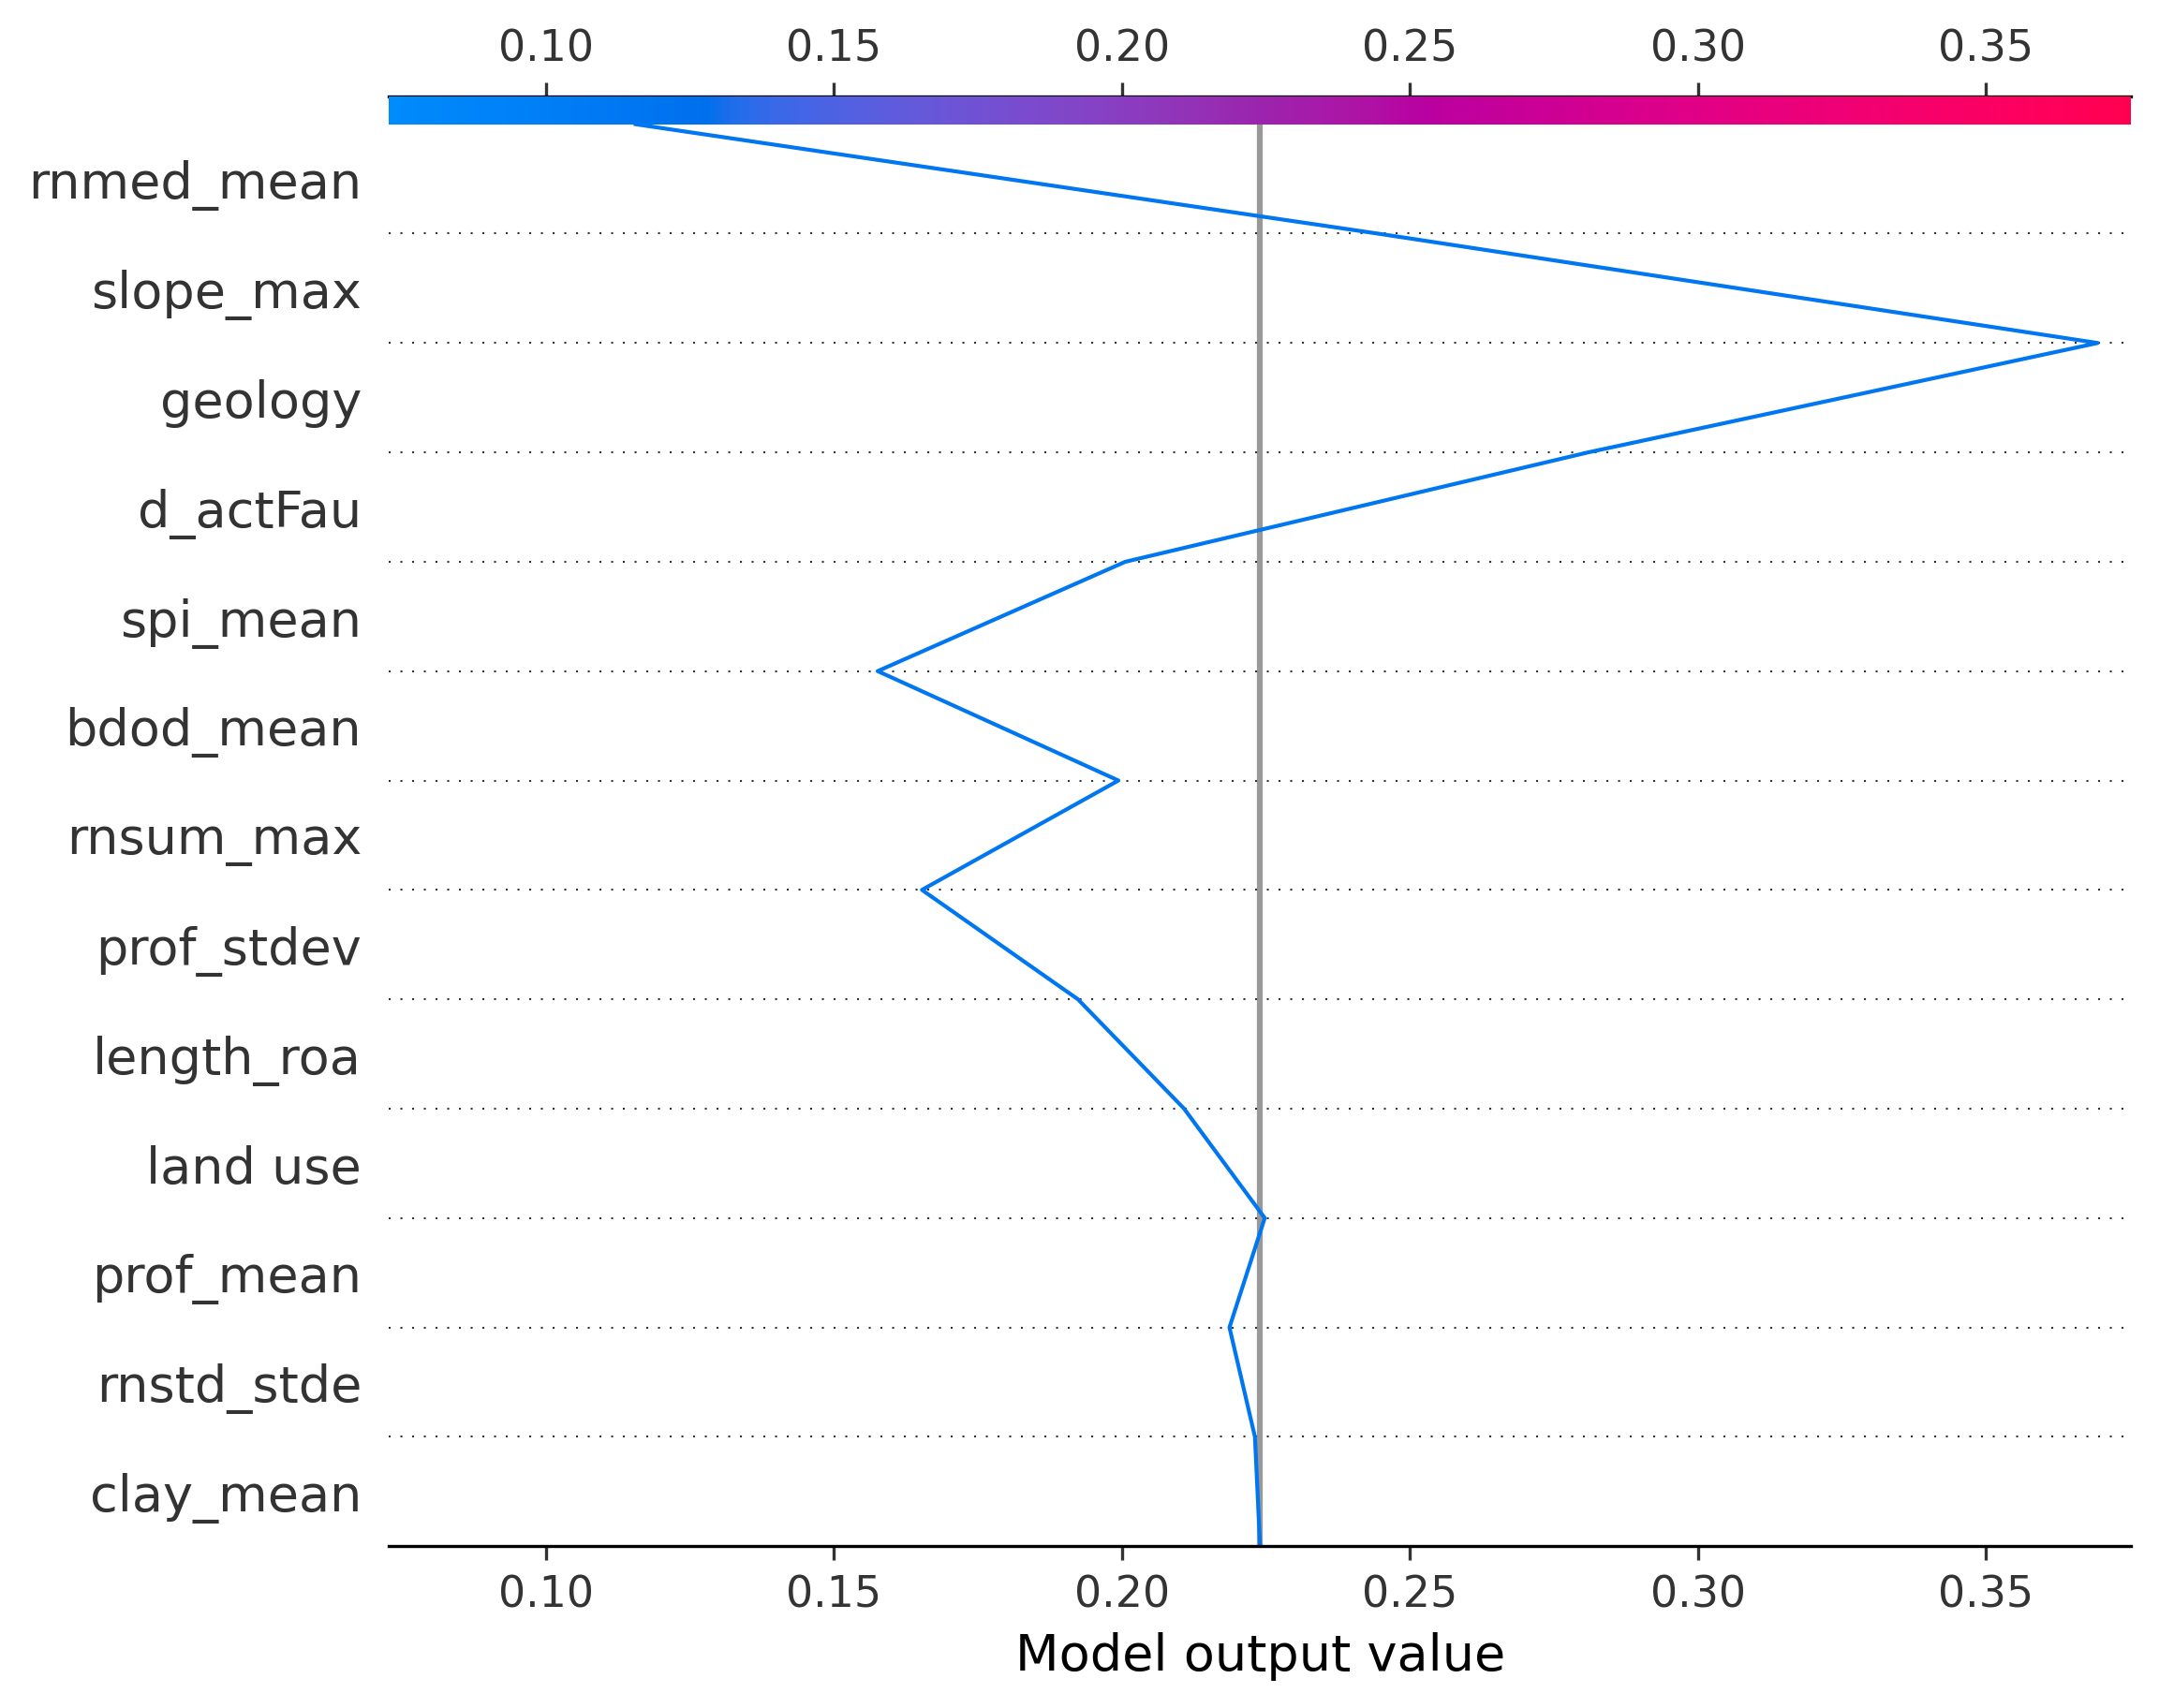 0.10 0.15 0.20 0.25 0.30 0.35
rnmed_mean
slope_max
geology
d_actFau
spi_mean
bdod_mean
rnsum_max
prof_stdev
length_roa
land use
prof_mean
rnstd_stde
clay_mean
0.10 0.15 0.20 0.25 0.30 0.35
Model output value